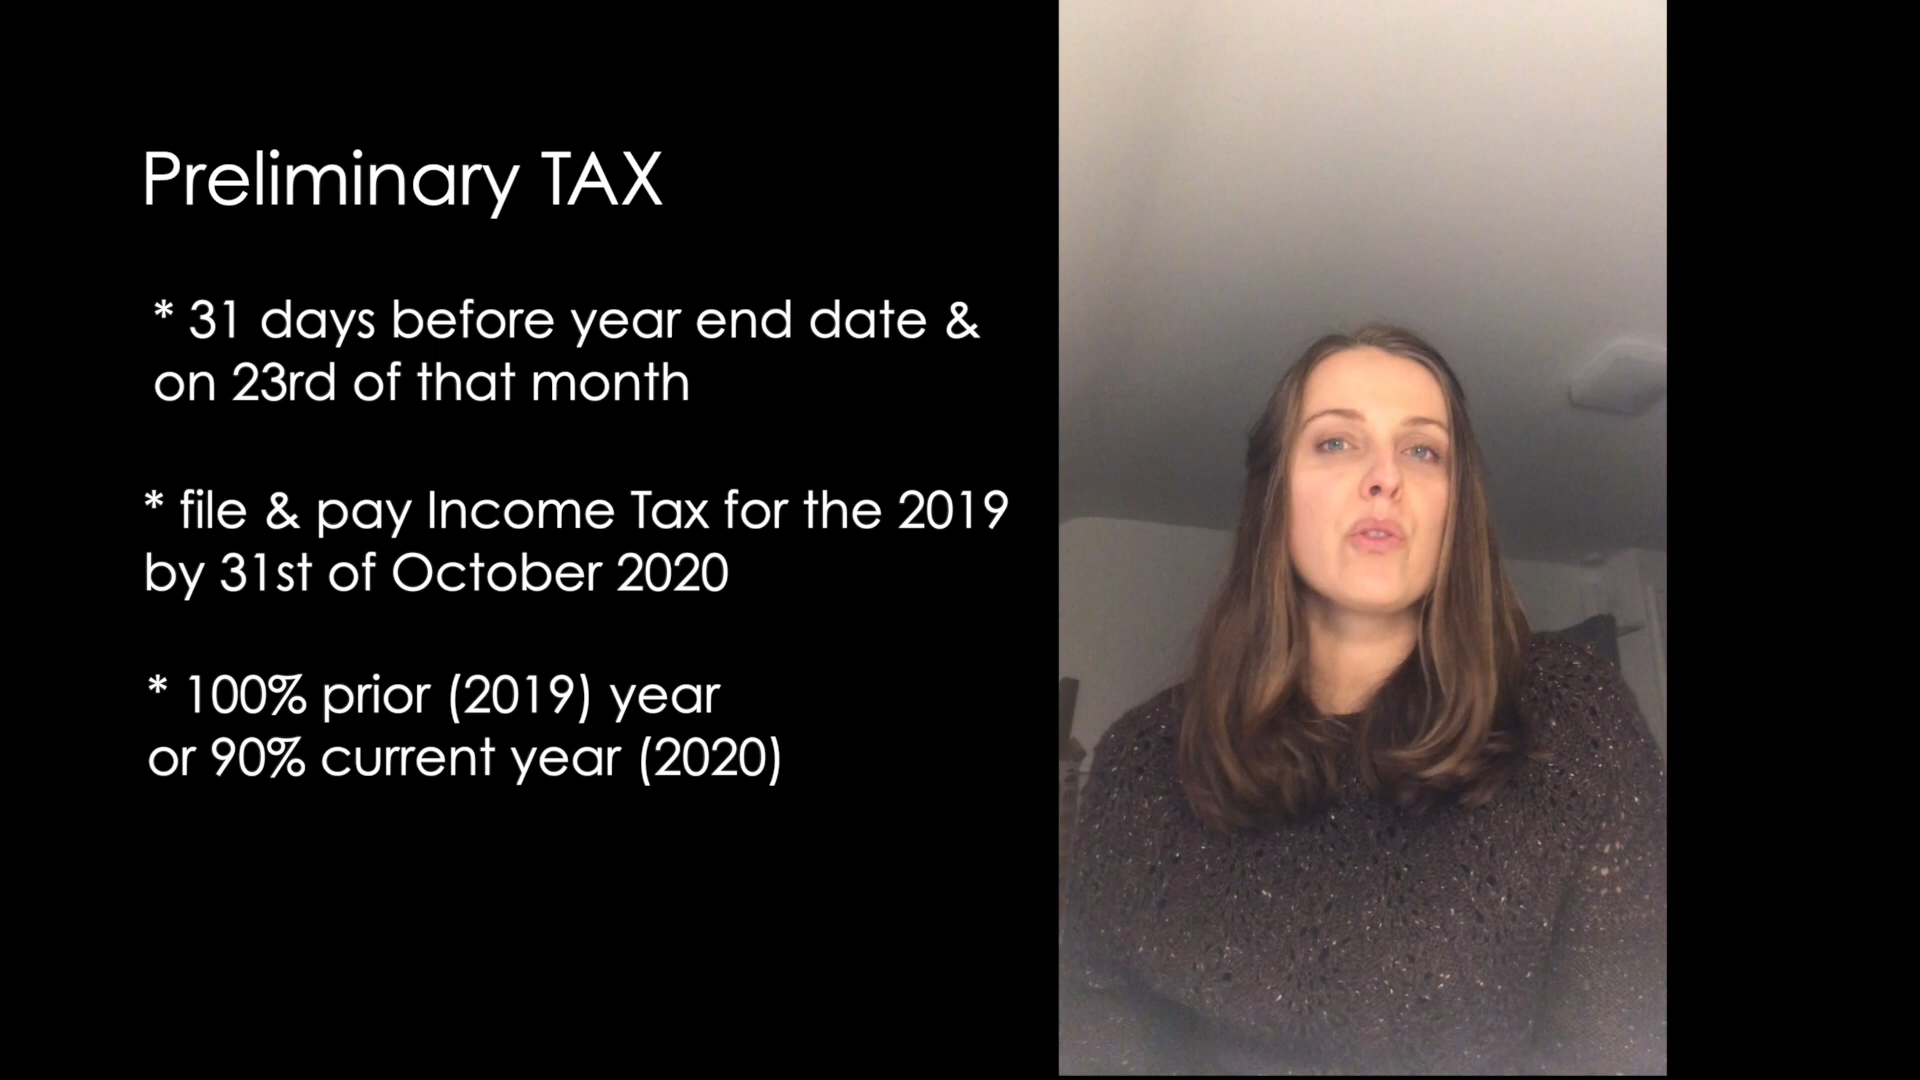 Preliminary TAX
* 31 days before year end date &
on 23rd of that month
* file & pay Income Tax for the 2019
by 31st of October 2020
* 100% prior (2019) year
or 90% current year (2020)